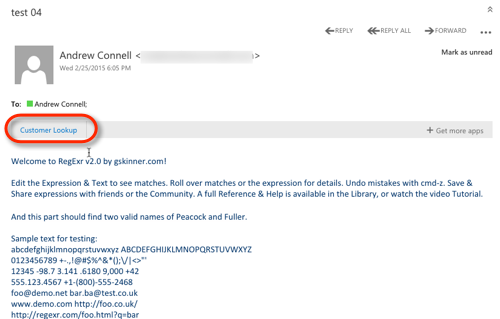 test 04
REPLY REPLY ALL FORWARD ...
Andrew Connell < >
Mark as unread
Wed 2/25/2015 6:05 PM
To: Andrew Connell;
Customer Lookup + Get more apps
Welcome to RegExr v2.0 by gskinner.com!
Edit the Expression & Text to see matches. Roll over matches or the expression for details. Undo mistakes with cmd-z. Save &
Share expressions with friends or the Community. A full Reference & Help is available in the Library, or watch the video Tutorial.
And this part should find two valid names of Peacock and Fuller.
Sample text for testing:
abcdefghijklmnopqrstuvwxyz ABCDEFGHIJKLMNOPQRSTUVWXYZ
0123456789 +-.,!@#$%^&*();\/|<>"'
12345 -98.7 3.141 .6180 9,000 +42
555.123.4567 +1-(800)-555-2468
foo@demo.net bar.ba@test.co.uk
www.demo.com http://foo.co.uk/
http://regexr.com/foo.html?q=bar